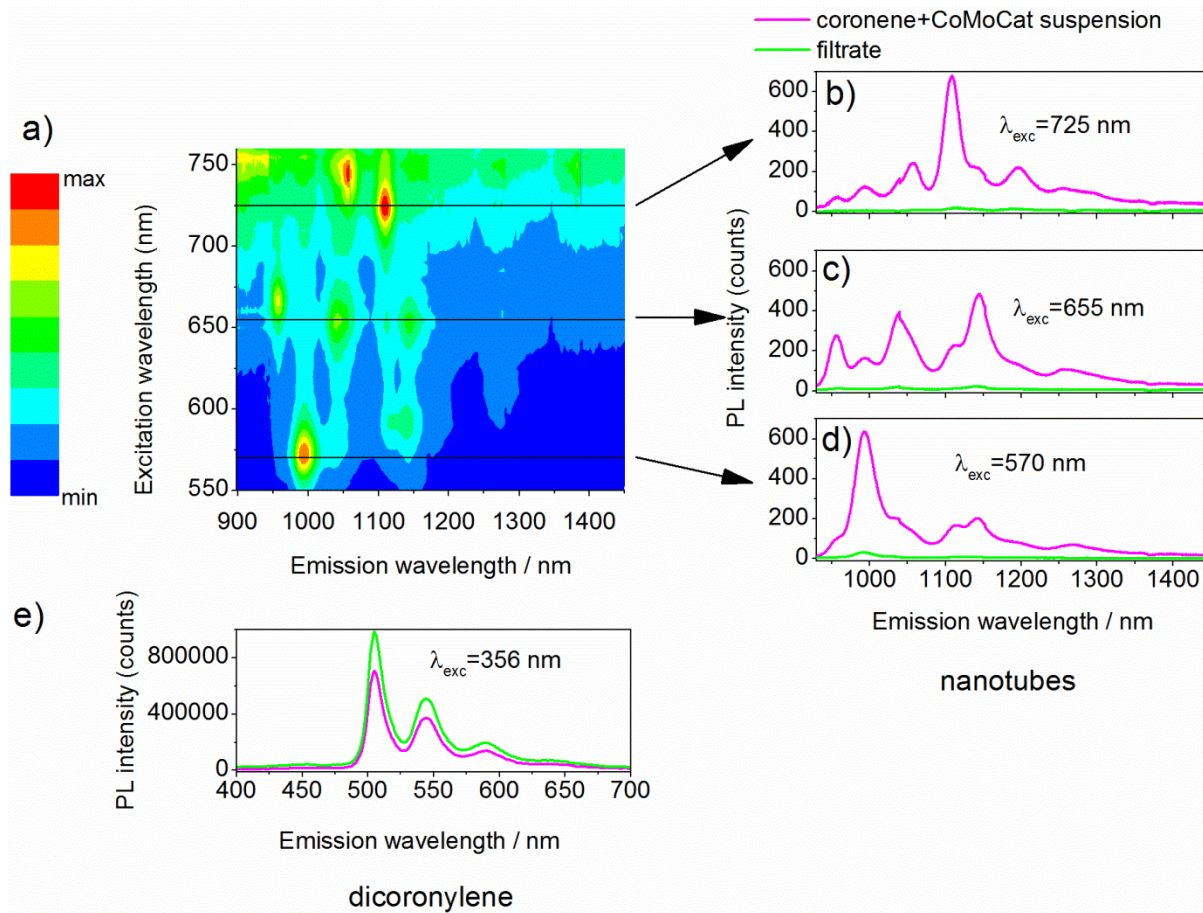 coronene+CoMoCat suspension
filtrate
a)
max
min
Excitation wavelength (nm)
750
700
650
600
550
900 1000 1100 1200 1300 1400
Emission wavelength / nm
b)
λexc=725 nm
600
400
200
0
c)
λexc=655 nm
600
400
200
0
PL intensity (counts)
d)
λexc=570 nm
600
400
200
0
1000 1100 1200 1300 1400
Emission wavelength / nm
nanotubes
e)
λexc=356 nm
PL intensity (counts)
800000
400000
0
400 450 500 550 600 650 700
Emission wavelength / nm
dicoronylene